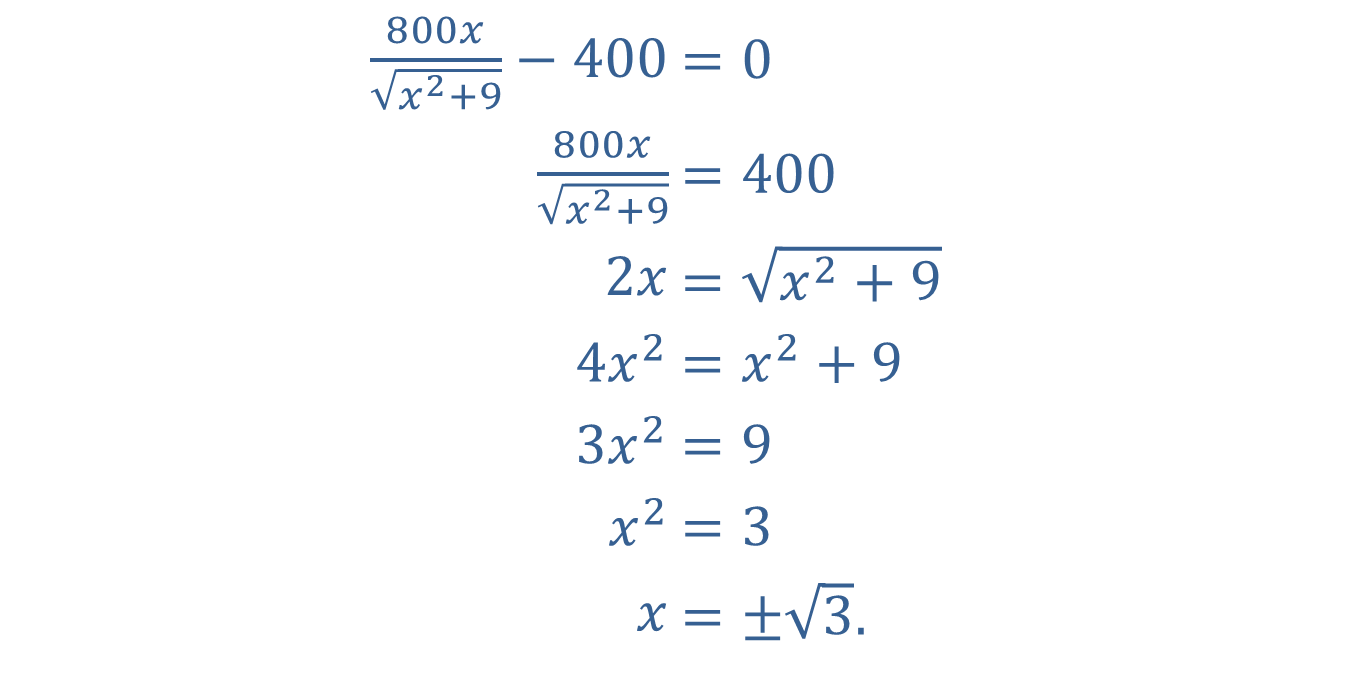 800x/√(x²+9) − 400 = 0
800x/√(x²+9) = 400
2x = √(x² + 9)
4x² = x² + 9
3x² = 9
x² = 3
x = ±√3.